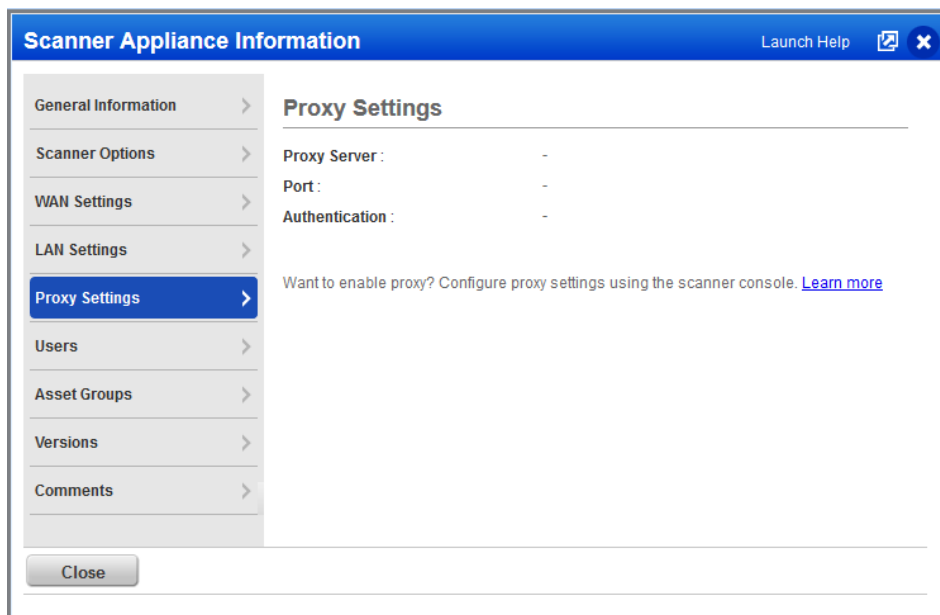 Scanner Appliance Information
Launch Help
General Information
Scanner Options
WAN Settings
LAN Settings
Proxy Settings
Users
Asset Groups
Versions
Comments
Proxy Settings
Proxy Server : -
Port : -
Authentication : -
Want to enable proxy? Configure proxy settings using the scanner console. Learn more
Close